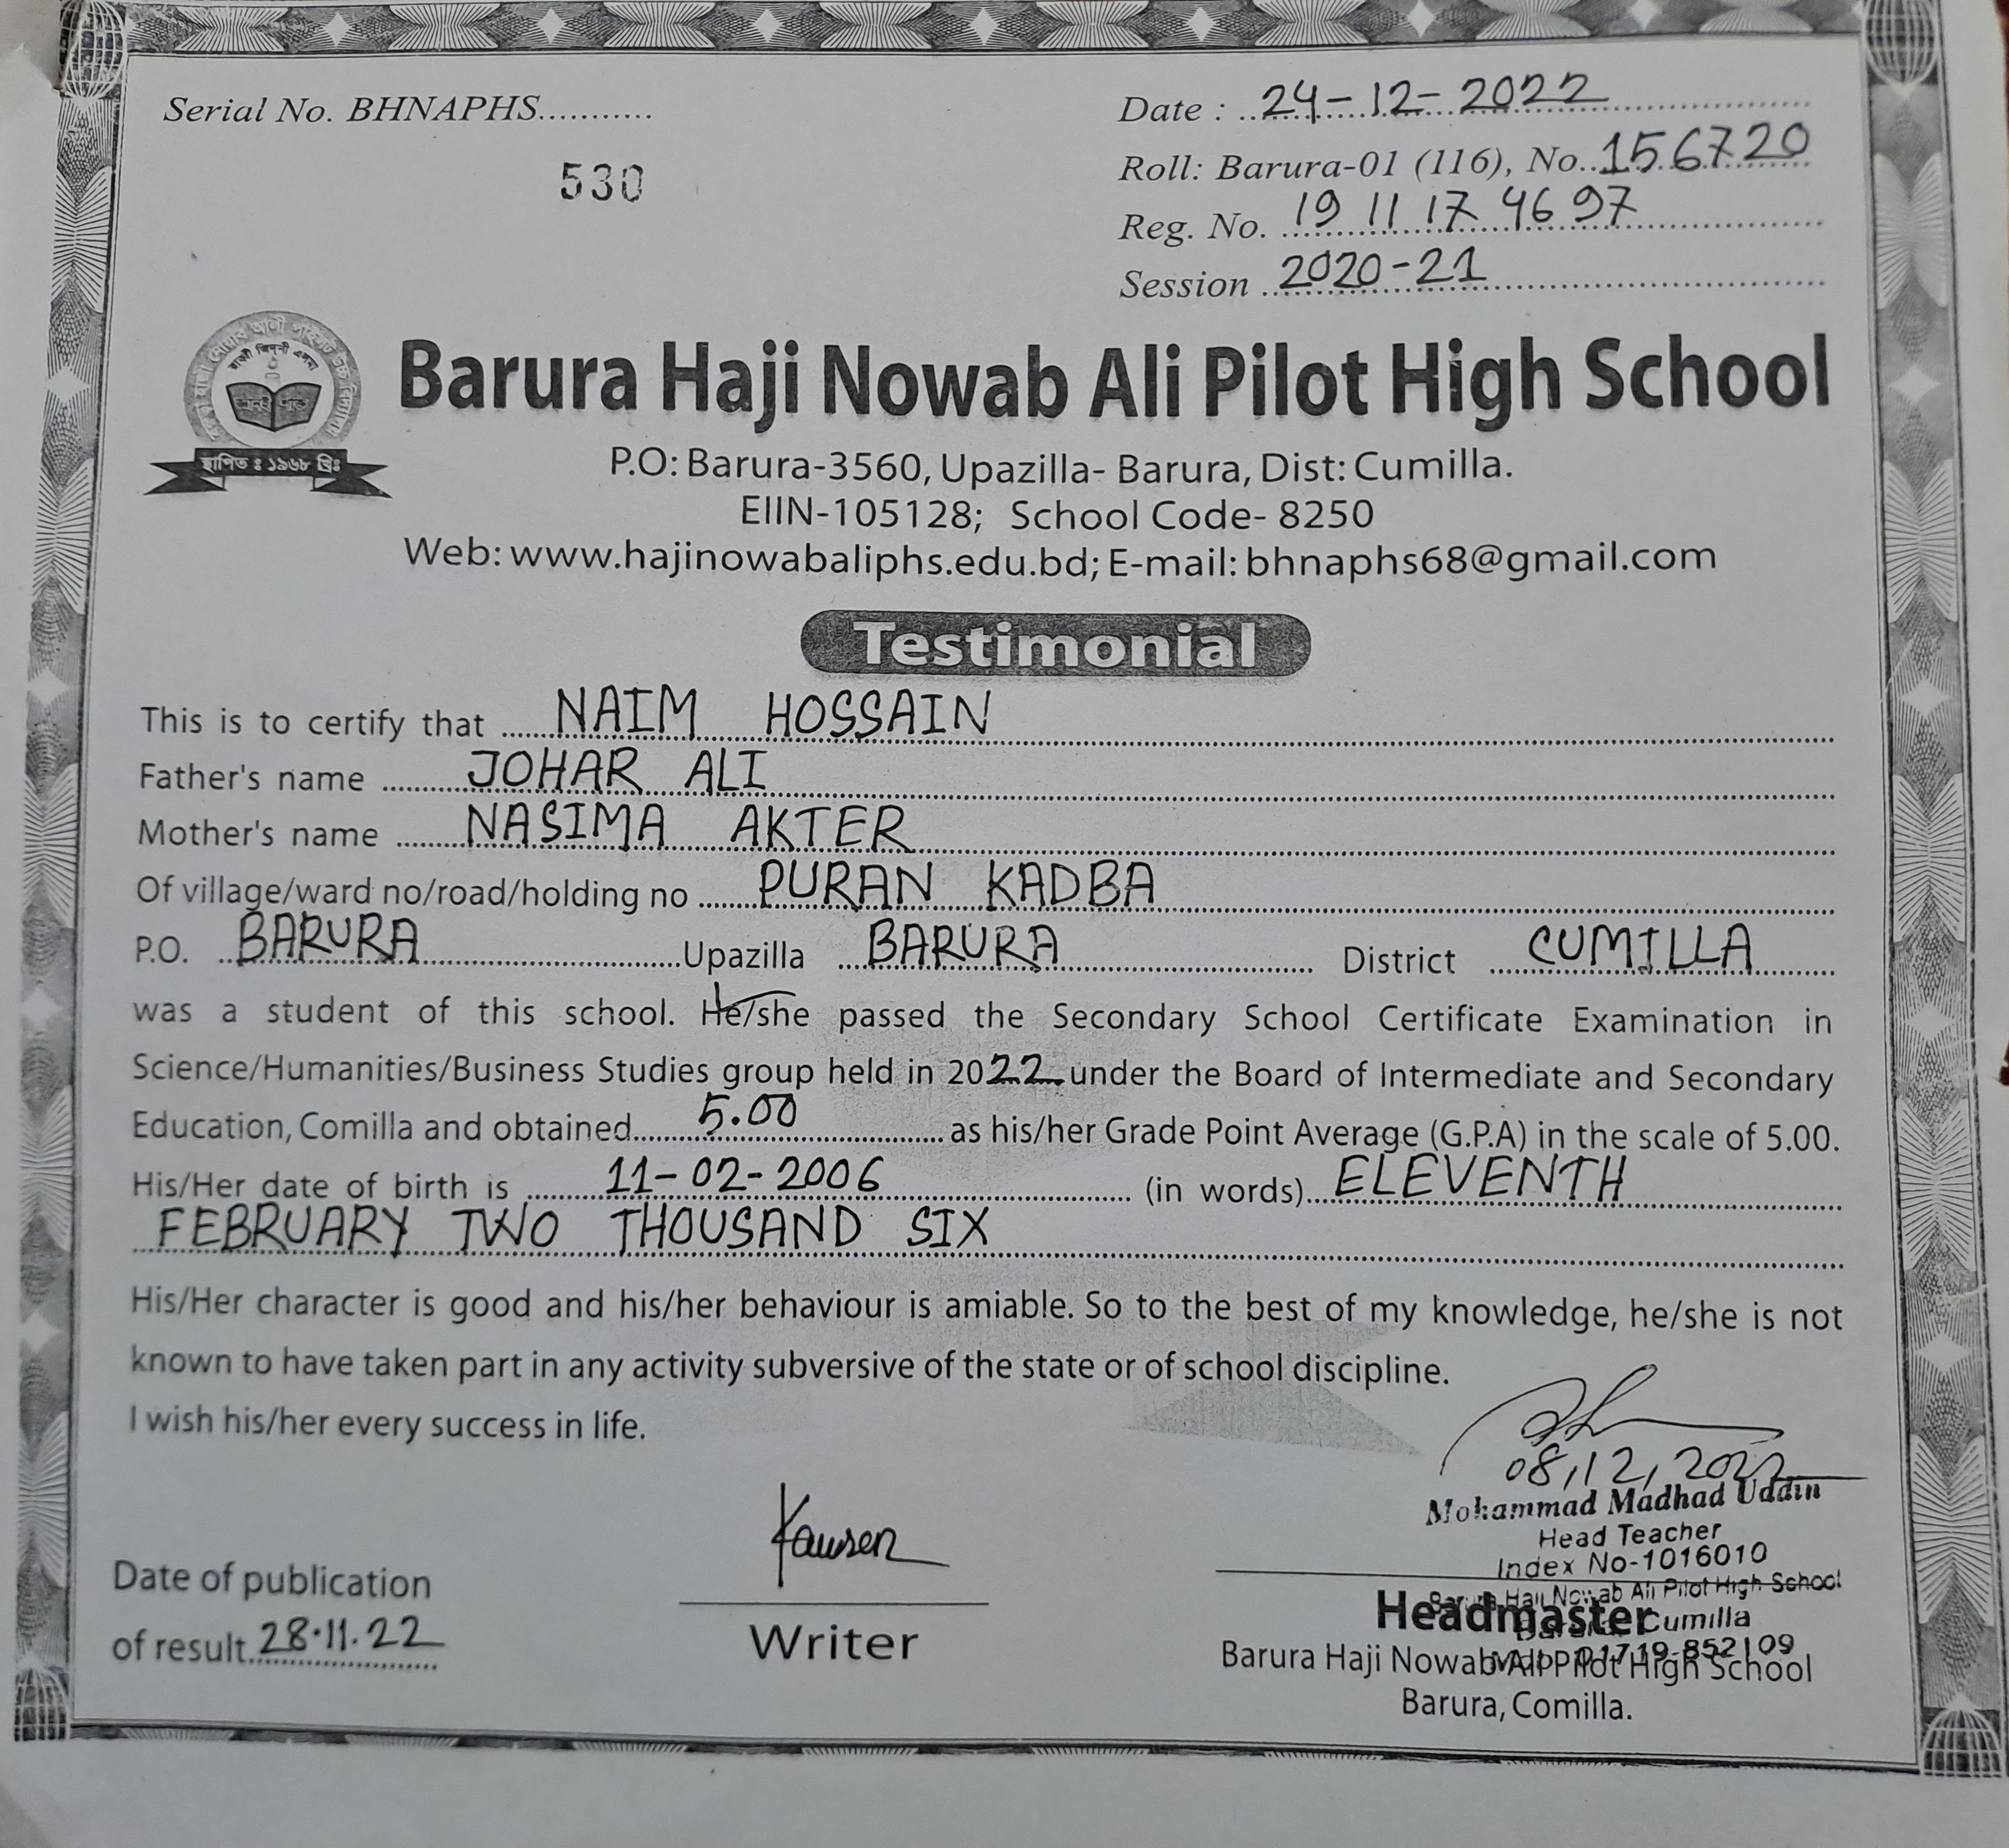 Serial No. BHNAPHS............
530
Date : 24-12-2022
Roll: Barura-01 (116), No. 156720
Reg. No. 1911174697
Session 2020-21
স্থাপিত ঃ ১৯৬৮ খ্রিঃ
Barura Haji Nowab Ali Pilot High School
P.O: Barura-3560, Upazilla- Barura, Dist: Cumilla.
EIIN-105128; School Code- 8250
Web: www.hajinowabaliphs.edu.bd; E-mail: bhnaphs68@gmail.com
Testimonial
This is to certify that NAIM HOSSAIN
Father's name JOHAR ALI
Mother's name NASIMA AKTER
Of village/ward no/road/holding no PURAN KADBA
P.O. BARURA Upazilla BARURA District CUMILLA
was a student of this school. He/she passed the Secondary School Certificate Examination in
Science/Humanities/Business Studies group held in 2022 under the Board of Intermediate and Secondary
Education, Comilla and obtained 5.00 as his/her Grade Point Average (G.P.A) in the scale of 5.00.
His/Her date of birth is 11-02-2006 (in words) ELEVENTH
FEBRUARY TWO THOUSAND SIX
His/Her character is good and his/her behaviour is amiable. So to the best of my knowledge, he/she is not
known to have taken part in any activity subversive of the state or of school discipline.
I wish his/her every success in life.
08,12,2022
Mohammad Madhad Uddin
Head Teacher
Index No-1016010
Barura Haji Nowab Ali Pilot High School
Barura, Cumilla
01719-852109
Headmaster
Barura Haji Nowab Ali Pilot High School
Barura, Comilla.
Kawsen
Writer
Date of publication
of result 28.11.22